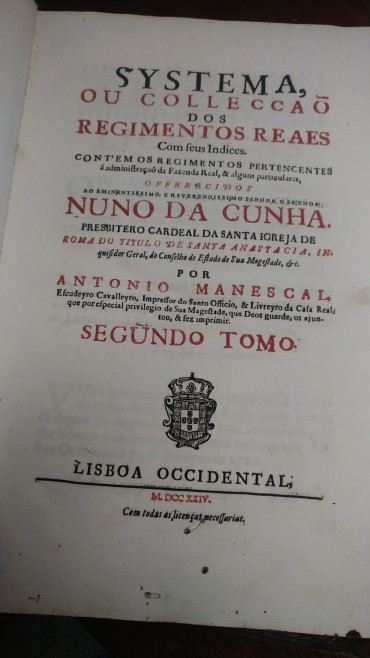 SYSTEMA,
OU COLLECCAÕ
DOS
REGIMENTOS REAES
Com seus Indices.
CONTEM OS REGIMENTOS PERTENCENTES
á administraçaõ da Fazenda Real, & alguns particulares,
OFFERECIDOS
AO EMINENTISSIMO, E REVERENDISSIMO SENHOR O SENHOR;
NUNO DA CUNHA.
PRESBITERO CARDEAL DA SANTA IGREJA DE
ROMA DO TITULO DE SANTA ANASTACIA, IN-
quisidor Geral, do Conselho de Estado de Sua Magestade, &c.
POR
ANTONIO MANESCAL,
Escudeyro Cavalleyro, Impressor do Santo Officio, & Livreyro da Casa Real,
que por especial privilegio de Sua Magestade, que Deos guarde, os ajun-
tou, & fez imprimir.
SEGUNDO TOMO.
LISBOA OCCIDENTAL,
M. DCCXXIV.
Com todas as licenças necessarias.